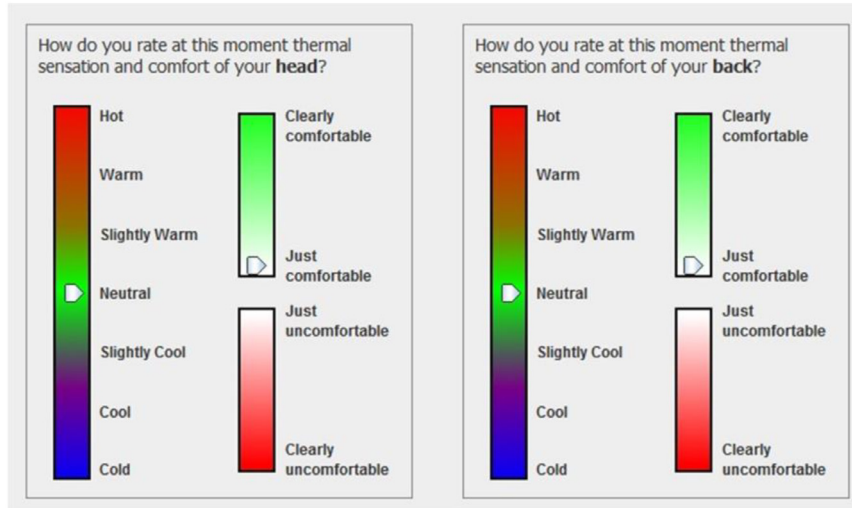 How do you rate at this moment thermal
sensation and comfort of your head?
Hot
Warm
Slightly Warm
Neutral
Slightly Cool
Cool
Cold
Clearly
comfortable
Just
comfortable
Just
uncomfortable
Clearly
uncomfortable
How do you rate at this moment thermal
sensation and comfort of your back?
Hot
Warm
Slightly Warm
Neutral
Slightly Cool
Cool
Cold
Clearly
comfortable
Just
comfortable
Just
uncomfortable
Clearly
uncomfortable